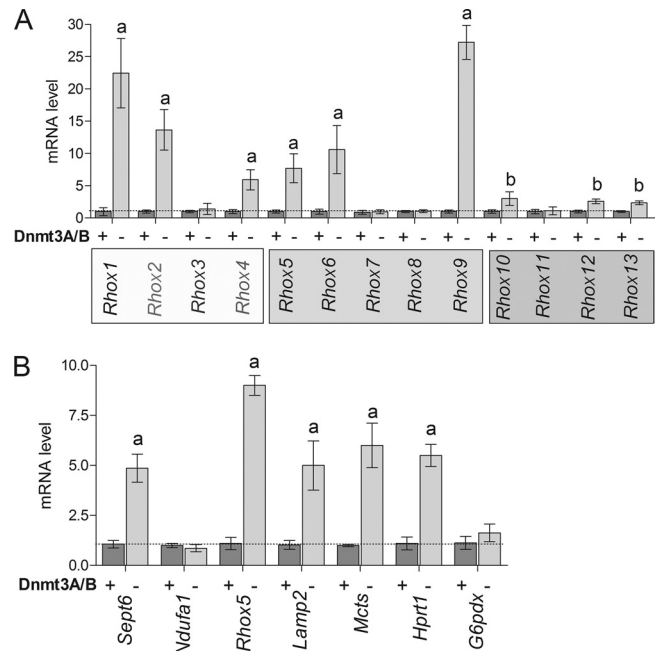 A
30
25
20
15
10
5
0
mRNA level
a a a a a a b b b
Dnmt3A/B + - + - + - + - + - + - + - + - + - + - + - + - + -
Rhox1 Rhox2 Rhox3 Rhox4 Rhox5 Rhox6 Rhox7 Rhox8 Rhox9 Rhox10 Rhox11 Rhox12 Rhox13
B
10.0
7.5
5.0
2.5
0.0
mRNA level
a a a a a
Dnmt3A/B + - + - + - + - + - + - + -
Sept6 Ndufa1 Rhox5 Lamp2 Mcts Hprt1 G6pdx